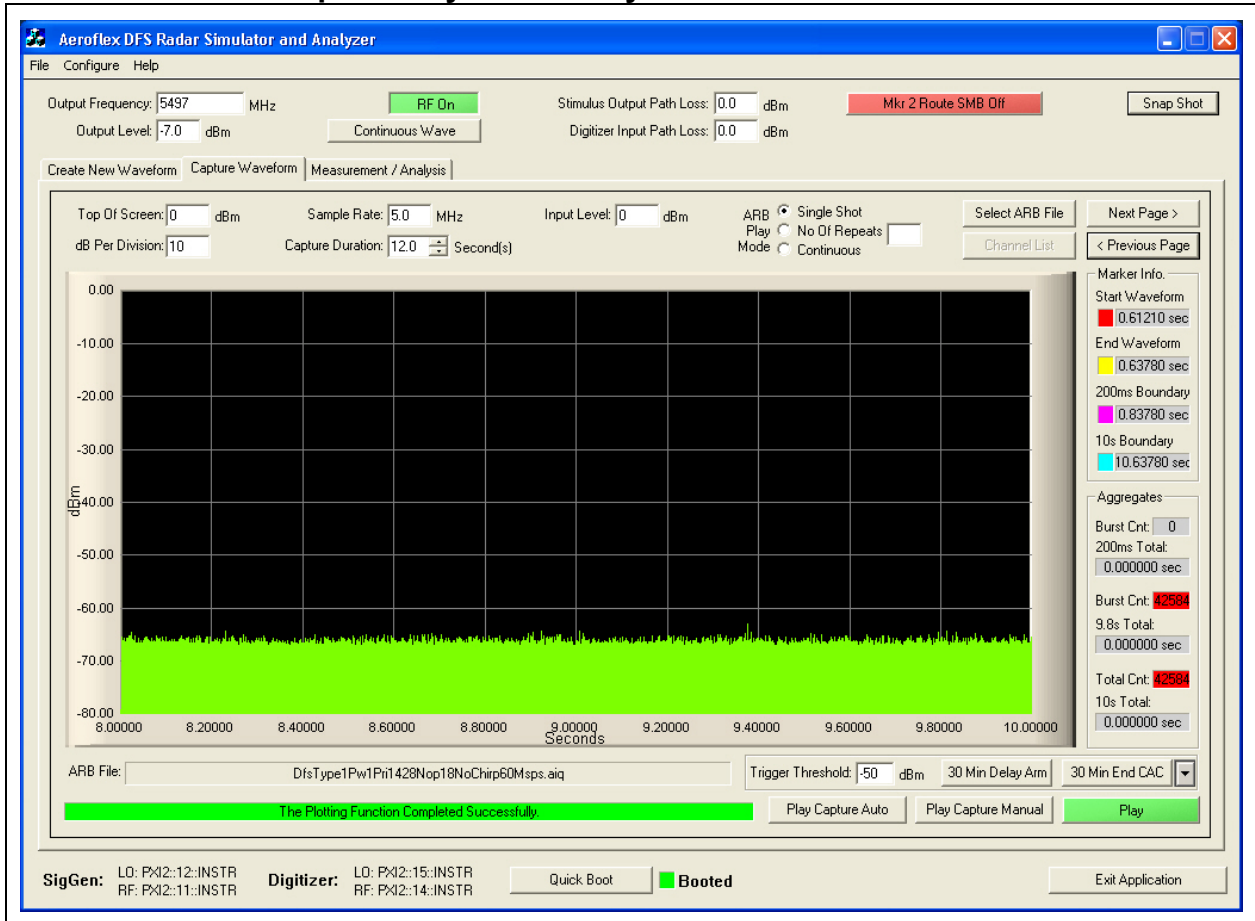 Aeroflex DFS Radar Simulator and Analyzer
File Configure Help
Output Frequency: 5497 MHz RF On Stimulus Output Path Loss: 0.0 dBm Mkr 2 Route SMB Off Snap Shot
Output Level: -7.0 dBm Continuous Wave Digitizer Input Path Loss: 0.0 dBm
Create New Waveform Capture Waveform Measurement / Analysis
Top Of Screen: 0 dBm Sample Rate: 5.0 MHz Input Level: 0 dBm ARB Play Mode Single Shot Select ARB File Next Page >
No Of Repeats
dB Per Division: 10 Capture Duration: 12.0 Second(s) Continuous Channel List < Previous Page
Marker Info.
Start Waveform
0.61210 sec
End Waveform
0.63780 sec
200ms Boundary
0.83780 sec
10s Boundary
10.63780 sec
Aggregates
Burst Cnt: 0
200ms Total:
0.000000 sec
Burst Cnt: 42584
9.8s Total:
0.000000 sec
Total Cnt: 42584
10s Total:
0.000000 sec
0.00
-10.00
-20.00
-30.00
-40.00
-50.00
-60.00
-70.00
-80.00
dBm
8.00000 8.20000 8.40000 8.60000 8.80000 9.00000 9.20000 9.40000 9.60000 9.80000 10.00000
Seconds
ARB File: DfsType1Pw1Pri1428Nop18NoChirp60Msps.aiq Trigger Threshold: -50 dBm 30 Min Delay Arm 30 Min End CAC
The Plotting Function Completed Successfully. Play Capture Auto Play Capture Manual Play
SigGen: LO: PXI2::12::INSTR Digitizer: LO: PXI2::15::INSTR Quick Boot Booted Exit Application
RF: PXI2::11::INSTR RF: PXI2::14::INSTR